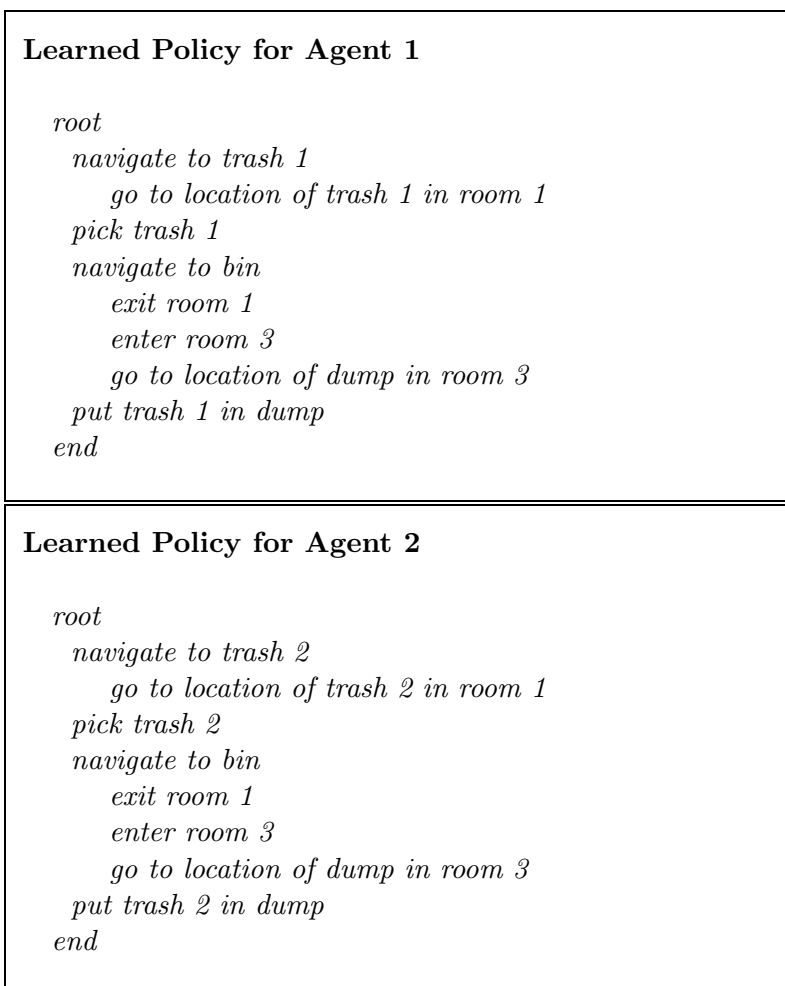 Learned Policy for Agent 1
root
navigate to trash 1
go to location of trash 1 in room 1
pick trash 1
navigate to bin
exit room 1
enter room 3
go to location of dump in room 3
put trash 1 in dump
end
Learned Policy for Agent 2
root
navigate to trash 2
go to location of trash 2 in room 1
pick trash 2
navigate to bin
exit room 1
enter room 3
go to location of dump in room 3
put trash 2 in dump
end